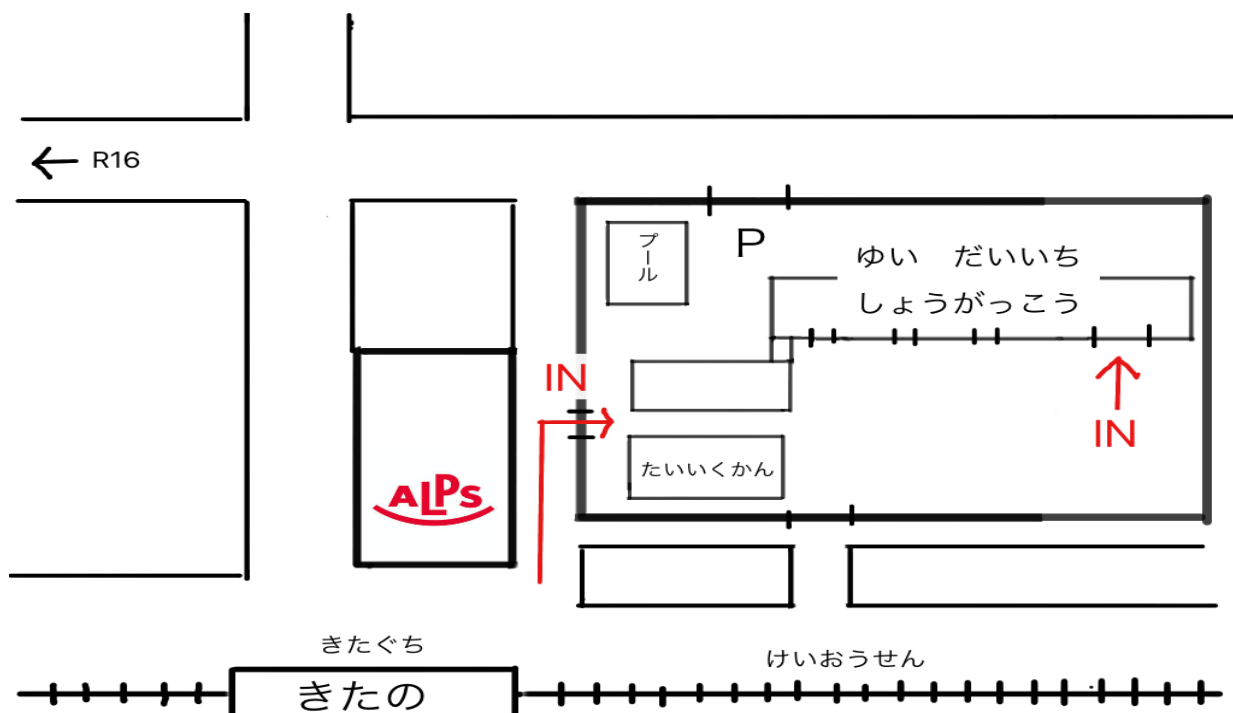 R16
プール
P
ゆい だいいち
しょうがっこう
IN
IN
たいいくかん
ALPS
きたぐち
けいおうせん
きたの